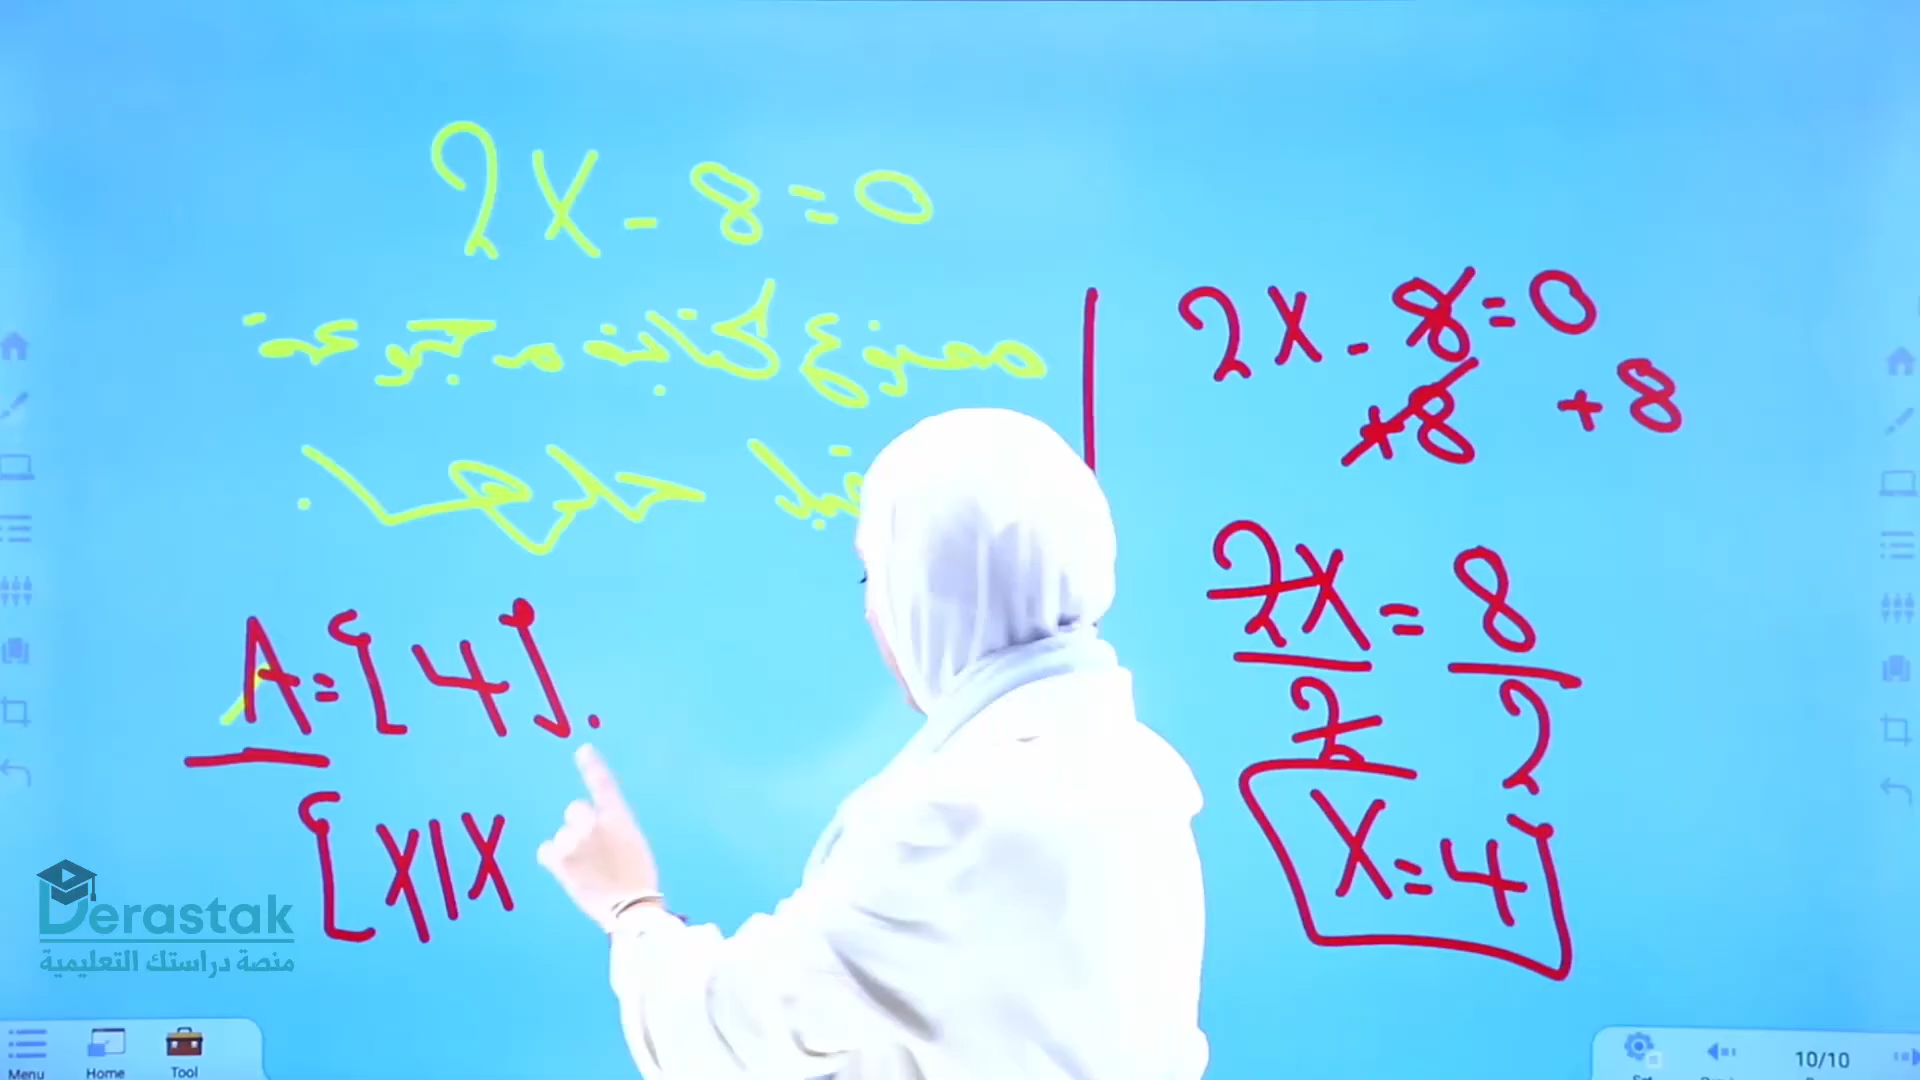 2X - 8 = 0
ممنوع كتابة مجموعة
قبل حلها.
A = {4}.
{X|X
2X - 8 = 0
+8 +8
2X = 8
2 2
X = 4
Derastak
منصة دراستك التعليمية
Menu Home Tool
10/10